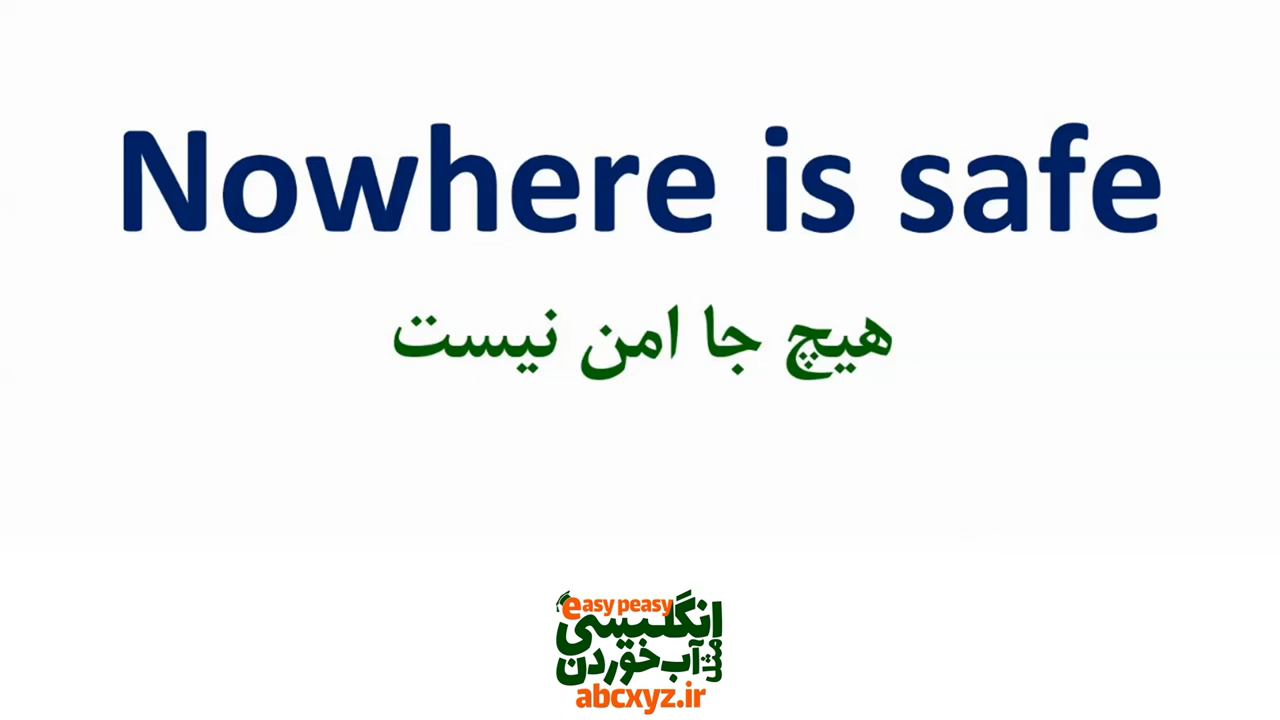 Nowhere is safe
هیچ جا امن نیست
easy peasy
انگلیسی
مثل آب خوردن
abcxyz.ir